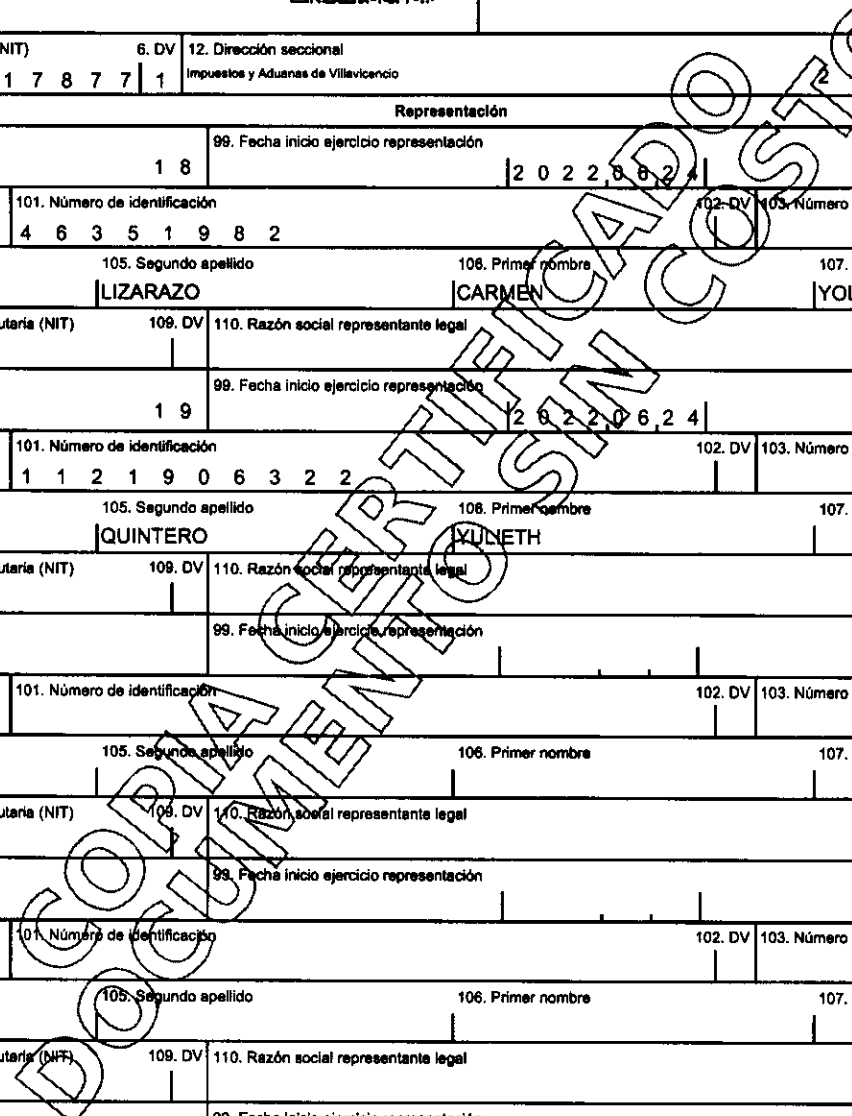 NIT) 6. DV 12. Dirección seccional
1 7 8 7 7 1 Impuestos y Aduanas de Villavicencio 2
Representación
99. Fecha inicio ejercicio representación
1 8 2 0 2 2 0 6 2 4
101. Número de identificación 102. DV 103. Número
4 6 3 5 1 9 8 2
105. Segundo apellido 106. Primer nombre 107.
LIZARAZO CARMEN YOL
utaria (NIT) 109. DV 110. Razón social representante legal
99. Fecha inicio ejercicio representación
1 9 2 0 2 2 0 6 2 4
101. Número de identificación 102. DV 103. Número
1 1 2 1 9 0 6 3 2 2
105. Segundo apellido 106. Primer nombre 107.
QUINTERO YULIETH
utaria (NIT) 109. DV 110. Razón social representante legal
99. Fecha inicio ejercicio representación
101. Número de identificación 102. DV 103. Número
105. Segundo apellido 106. Primer nombre 107.
utaria (NIT) 109. DV 110. Razón social representante legal
99. Fecha inicio ejercicio representación
101. Número de identificación 102. DV 103. Número
105. Segundo apellido 106. Primer nombre 107.
utaria (NIT) 109. DV 110. Razón social representante legal
99. Fecha inicio ejercicio representación
COPIA CERTIFICADO
DOCUMENTO SIN COSTO